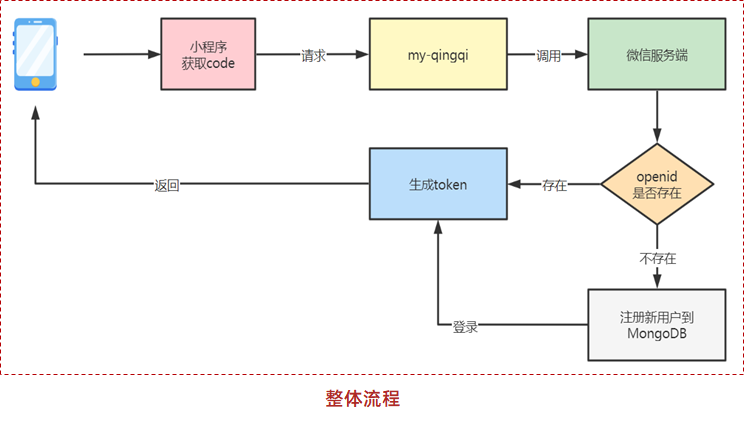 小程序
获取code
请求
my-qingqi
调用
微信服务端
返回
生成token
存在
openid
是否存在
不存在
登录
注册新用户到
MongoDB
整体流程